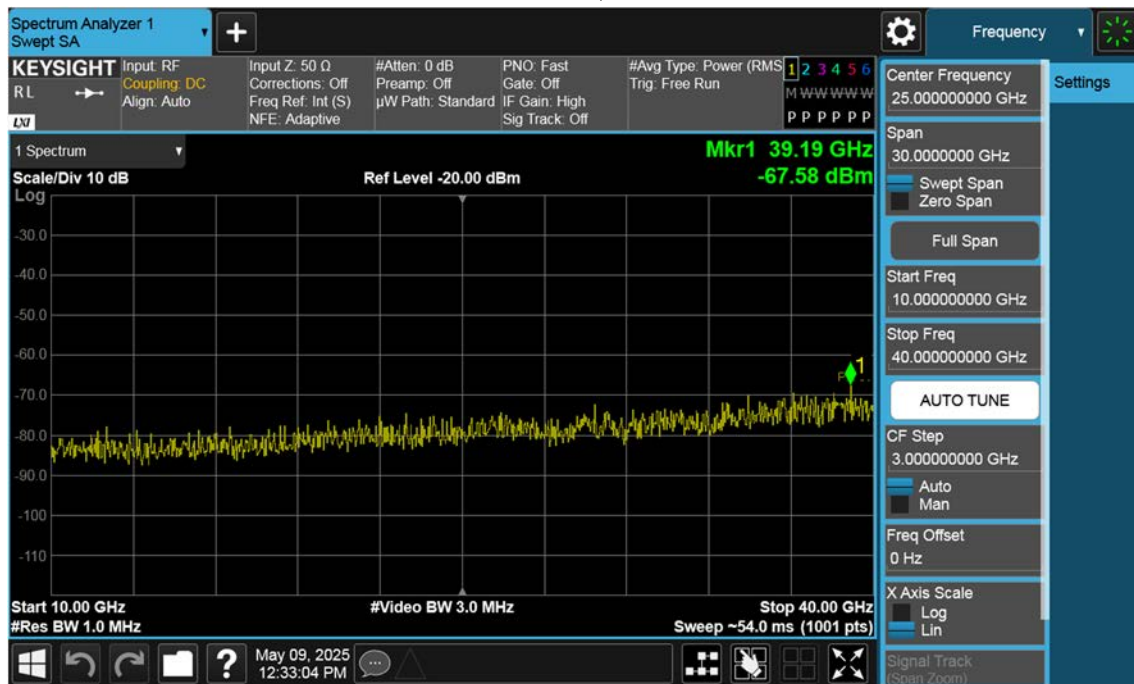 Spectrum Analyzer 1
Swept SA
+
Frequency
KEYSIGHT
RL
LXI
Input: RF
Coupling: DC
Align: Auto
Input Z: 50 Ω
Corrections: Off
Freq Ref: Int (S)
NFE: Adaptive
#Atten: 0 dB
Preamp: Off
µW Path: Standard
PNO: Fast
Gate: Off
IF Gain: High
Sig Track: Off
#Avg Type: Power (RMS
Trig: Free Run
1 2 3 4 5 6
M W W W W W
P P P P P P
1 Spectrum
Scale/Div 10 dB
Ref Level -20.00 dBm
Mkr1 39.19 GHz
-67.58 dBm
Log
-30.0
-40.0
-50.0
-60.0
-70.0
-80.0
-90.0
-100
-110
1
Start 10.00 GHz
#Video BW 3.0 MHz
Stop 40.00 GHz
#Res BW 1.0 MHz
Sweep ~54.0 ms (1001 pts)
?
May 09, 2025
12:33:04 PM
Center Frequency
25.000000000 GHz
Span
30.0000000 GHz
Swept Span
Zero Span
Full Span
Start Freq
10.000000000 GHz
Stop Freq
40.000000000 GHz
AUTO TUNE
CF Step
3.000000000 GHz
Auto
Man
Freq Offset
0 Hz
X Axis Scale
Log
Lin
Signal Track
(Span Zoom)
Settings